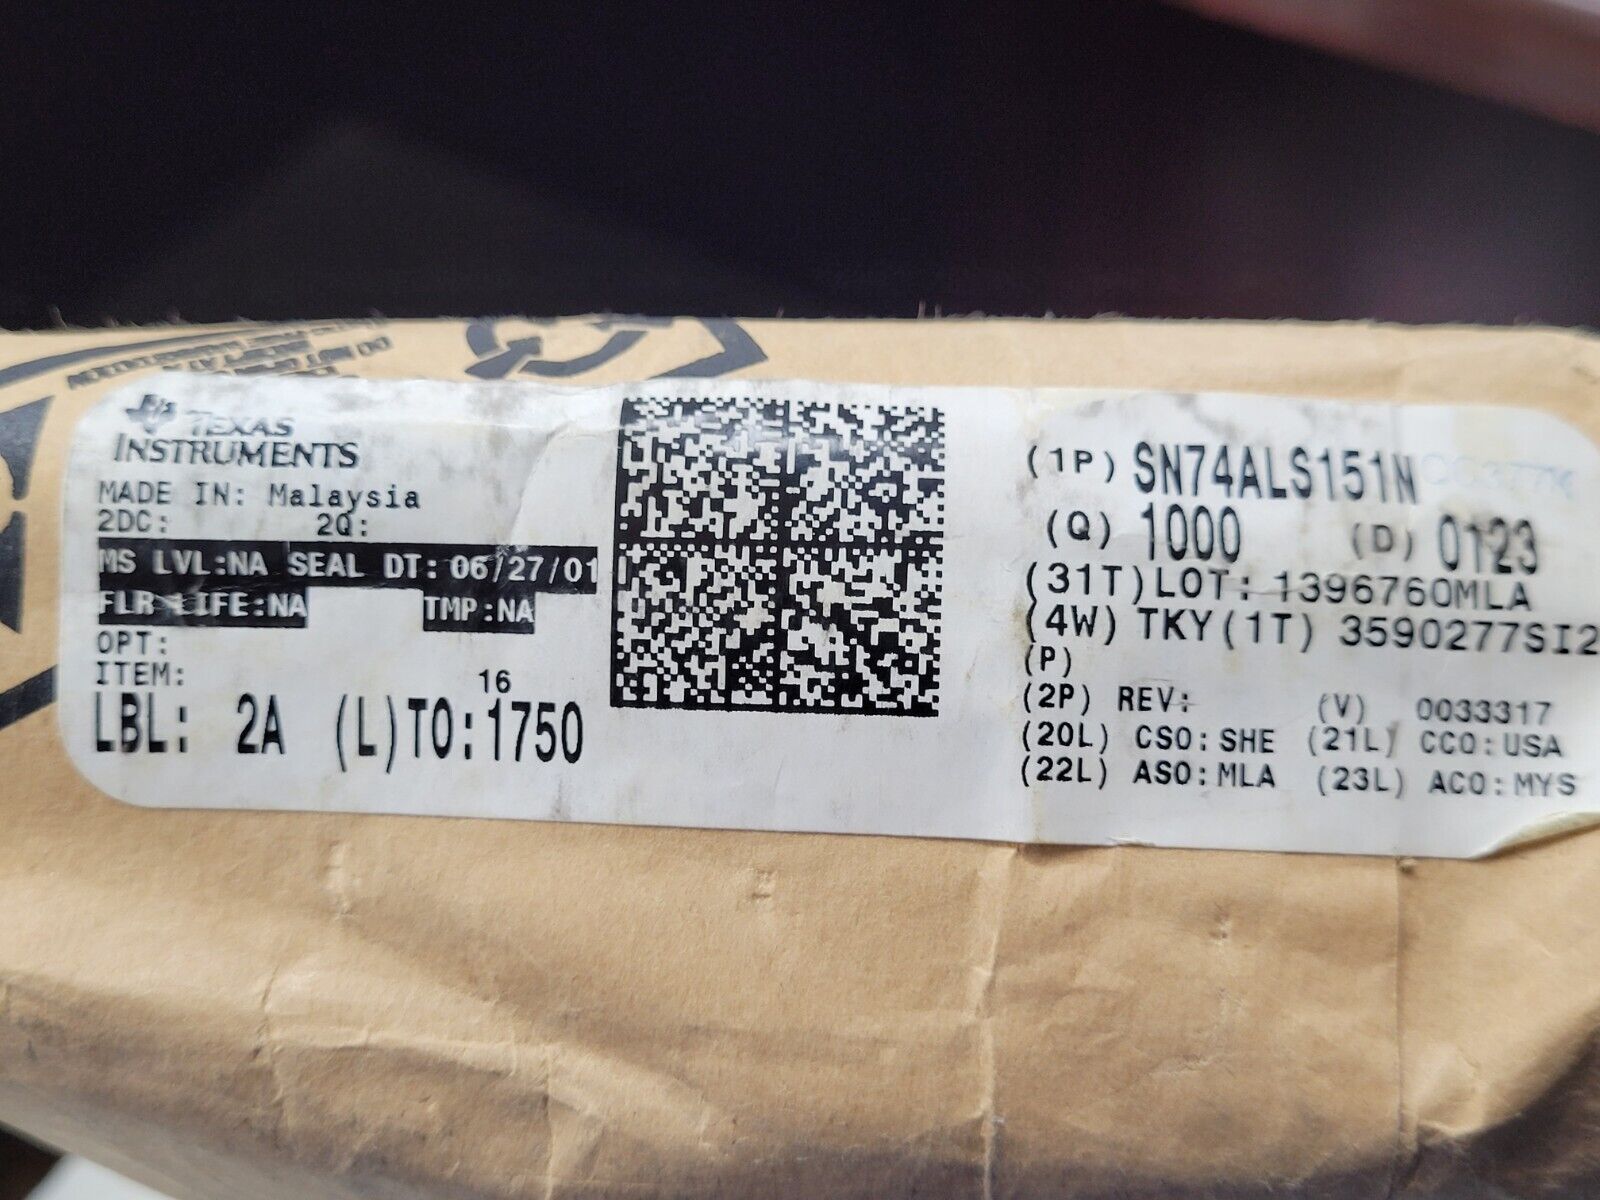 TEXAS
INSTRUMENTS
MADE IN: Malaysia
2DC: 2Q:
MS LVL:NA SEAL DT: 06/27/01
FLR LIFE:NA TMP:NA
OPT:
ITEM:
16
LBL: 2A (L)TO:1750
(1P) SN74ALS151N
(Q) 1000 (D) 0123
(31T)LOT: 1396760MLA
(4W) TKY(1T) 3590277SI2
(P)
(2P) REV: (V) 0033317
(20L) CSO:SHE (21L) CCO:USA
(22L) ASO:MLA (23L) ACO:MYS